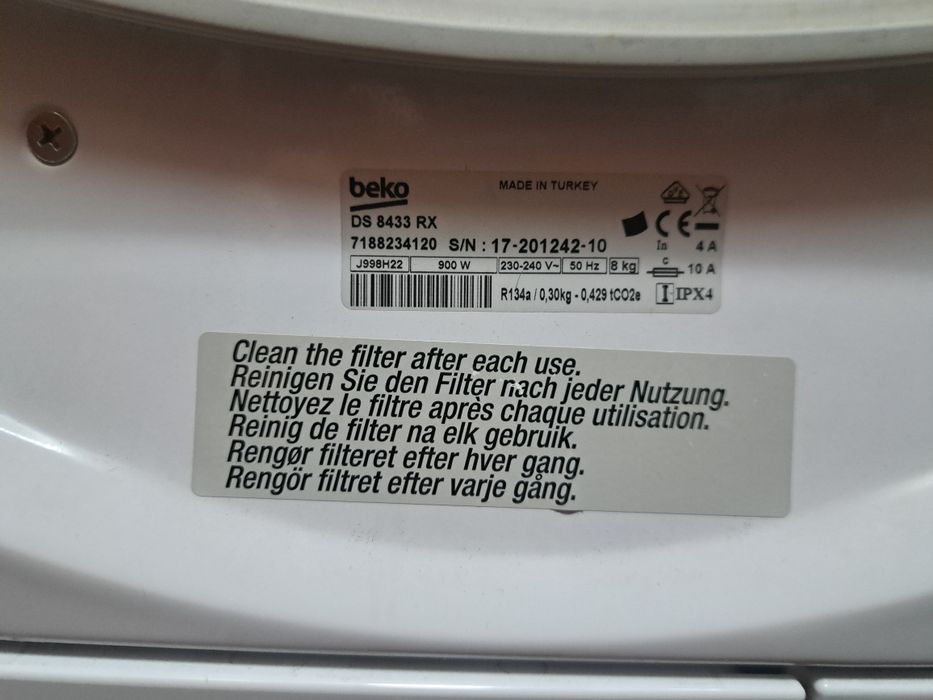 beko
MADE IN TURKEY
DS 8433 RX
7188234120 S/N : 17-201242-10
In 4 A
J998H22 900 W 230-240 V~ 50 Hz 8 kg
c 10 A
R134a / 0,30kg - 0,429 tCO2e
IPX4
Clean the filter after each use.
Reinigen Sie den Filter nach jeder Nutzung.
Nettoyez le filtre après chaque utilisation.
Reinig de filter na elk gebruik.
Rengør filteret efter hver gang.
Rengör filtret efter varje gång.